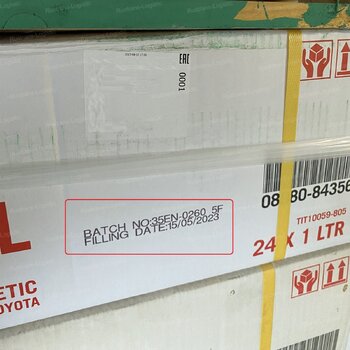 EAC
0001
BATCH NO:35EN-0260 5F
FILLING DATE:15/05/2023
08880-84356
TIT10059-805
24 X 1 LTR
L
ETIC
OYOTA